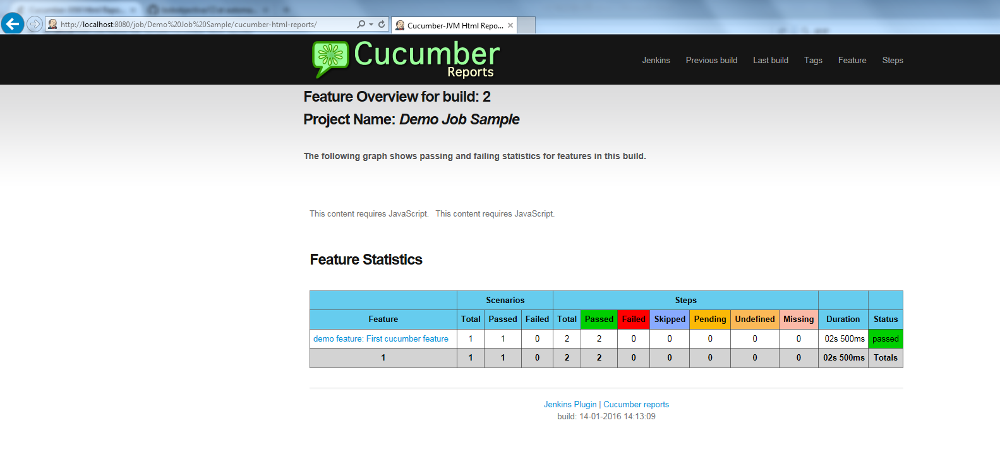 http://localhost:8080/job/Demo%20Job%20Sample/cucumber-html-reports/
Cucumber-JVM Html Repo...
Cucumber
Reports
Jenkins Previous build Last build Tags Feature Steps
Feature Overview for build: 2
Project Name: Demo Job Sample
The following graph shows passing and failing statistics for features in this build.
This content requires JavaScript. This content requires JavaScript.
Feature Statistics
Scenarios Steps
Feature Total Passed Failed Total Passed Failed Skipped Pending Undefined Missing Duration Status
demo feature: First cucumber feature 1 1 0 2 2 0 0 0 0 0 02s 500ms passed
1 1 1 0 2 2 0 0 0 0 0 02s 500ms Totals
Jenkins Plugin | Cucumber reports
build: 14-01-2016 14:13:09